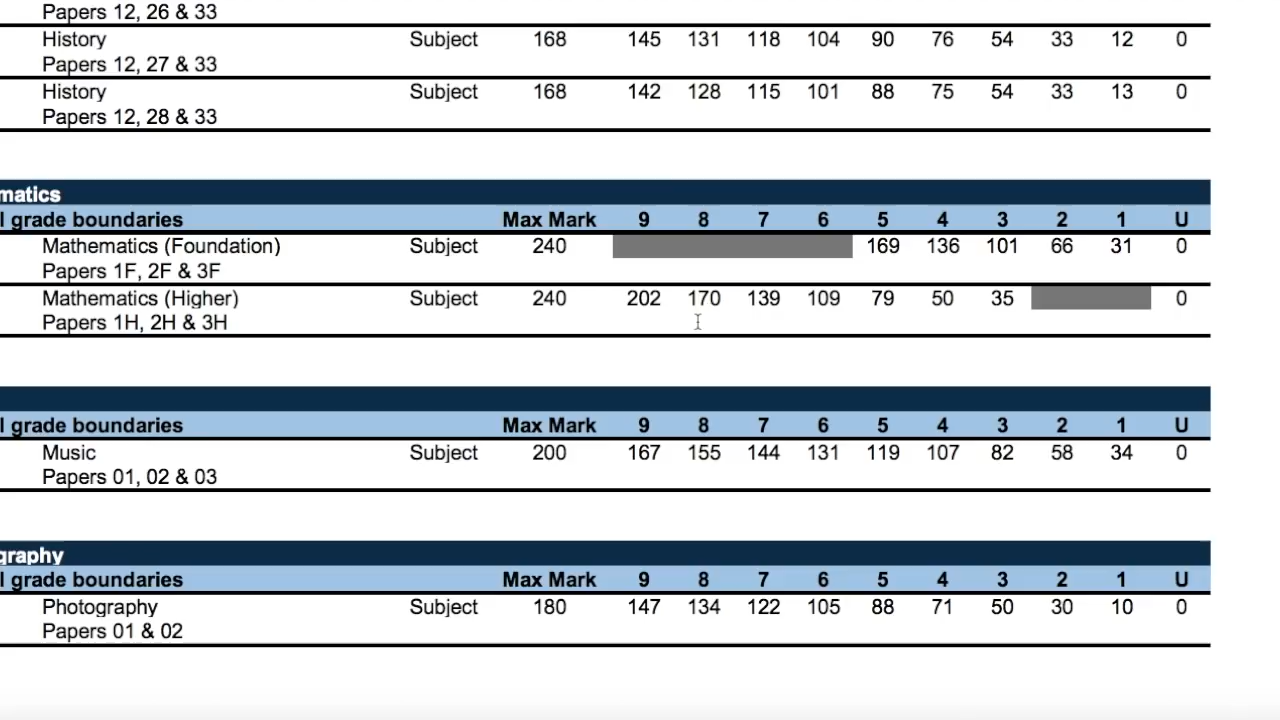 Papers 12, 26 & 33
History Subject 168 145 131 118 104 90 76 54 33 12 0
Papers 12, 27 & 33
History Subject 168 142 128 115 101 88 75 54 33 13 0
Papers 12, 28 & 33
matics
l grade boundaries Max Mark 9 8 7 6 5 4 3 2 1 U
Mathematics (Foundation) Subject 240 169 136 101 66 31 0
Papers 1F, 2F & 3F
Mathematics (Higher) Subject 240 202 170 139 109 79 50 35 0
Papers 1H, 2H & 3H
l grade boundaries Max Mark 9 8 7 6 5 4 3 2 1 U
Music Subject 200 167 155 144 131 119 107 82 58 34 0
Papers 01, 02 & 03
graphy
l grade boundaries Max Mark 9 8 7 6 5 4 3 2 1 U
Photography Subject 180 147 134 122 105 88 71 50 30 10 0
Papers 01 & 02